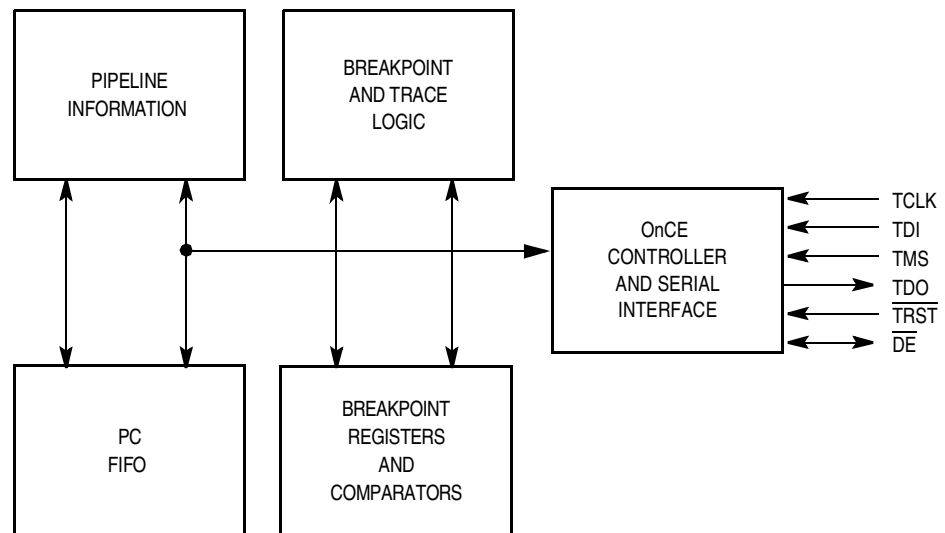 PIPELINE
INFORMATION
BREAKPOINT
AND TRACE
LOGIC
OnCE
CONTROLLER
AND SERIAL
INTERFACE
TCLK
TDI
TMS
TDO
TRST
DE
PC
FIFO
BREAKPOINT
REGISTERS
AND
COMPARATORS